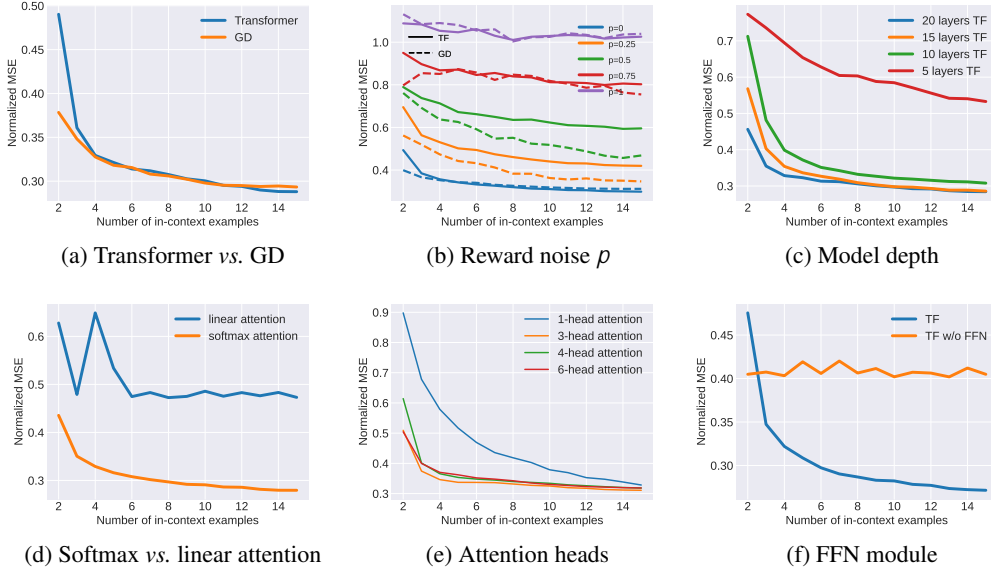 0.50
0.45
0.40
0.35
0.30
Normalized MSE
Transformer
GD
2 4 6 8 10 12 14
Number of in-context examples
(a) Transformer vs. GD
1.0
0.8
0.6
0.4
Normalized MSE
TF
GD
p=0
p=0.25
p=0.5
p=0.75
p=1
2 4 6 8 10 12 14
Number of in-context examples
(b) Reward noise p
0.7
0.6
0.5
0.4
0.3
Normalized MSE
20 layers TF
15 layers TF
10 layers TF
5 layers TF
2 4 6 8 10 12 14
Number of in-context examples
(c) Model depth
0.6
0.5
0.4
0.3
Normalized MSE
linear attention
softmax attention
2 4 6 8 10 12 14
Number of in-context examples
(d) Softmax vs. linear attention
0.9
0.8
0.7
0.6
0.5
0.4
0.3
Normalized MSE
1-head attention
3-head attention
4-head attention
6-head attention
2 4 6 8 10 12 14
Number of in-context examples
(e) Attention heads
0.45
0.40
0.35
0.30
Normalized MSE
TF
TF w/o FFN
2 4 6 8 10 12 14
Number of in-context examples
(f) FFN module